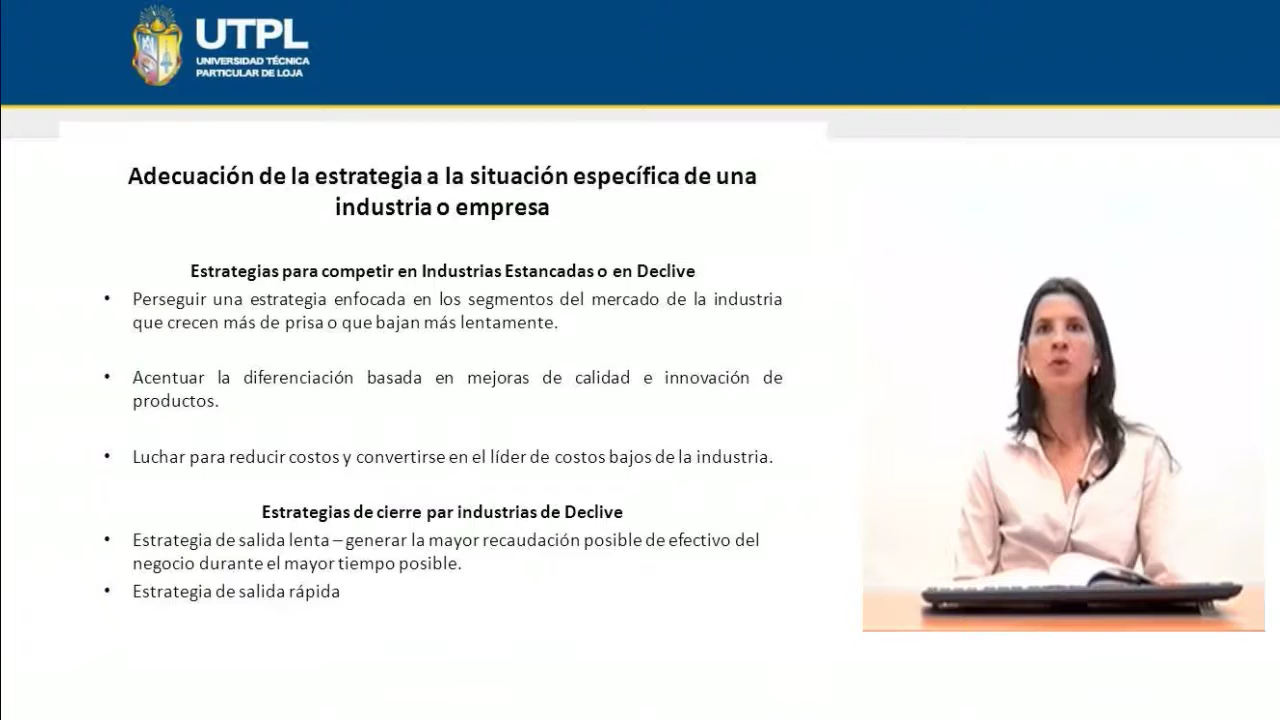 UTPL
UNIVERSIDAD TÉCNICA
PARTICULAR DE LOJA
Adecuación de la estrategia a la situación específica de una
industria o empresa
Estrategias para competir en Industrias Estancadas o en Declive
• Perseguir una estrategia enfocada en los segmentos del mercado de la industria
que crecen más de prisa o que bajan más lentamente.
• Acentuar la diferenciación basada en mejoras de calidad e innovación de
productos.
• Luchar para reducir costos y convertirse en el líder de costos bajos de la industria.
Estrategias de cierre par industrias de Declive
• Estrategia de salida lenta – generar la mayor recaudación posible de efectivo del
negocio durante el mayor tiempo posible.
• Estrategia de salida rápida